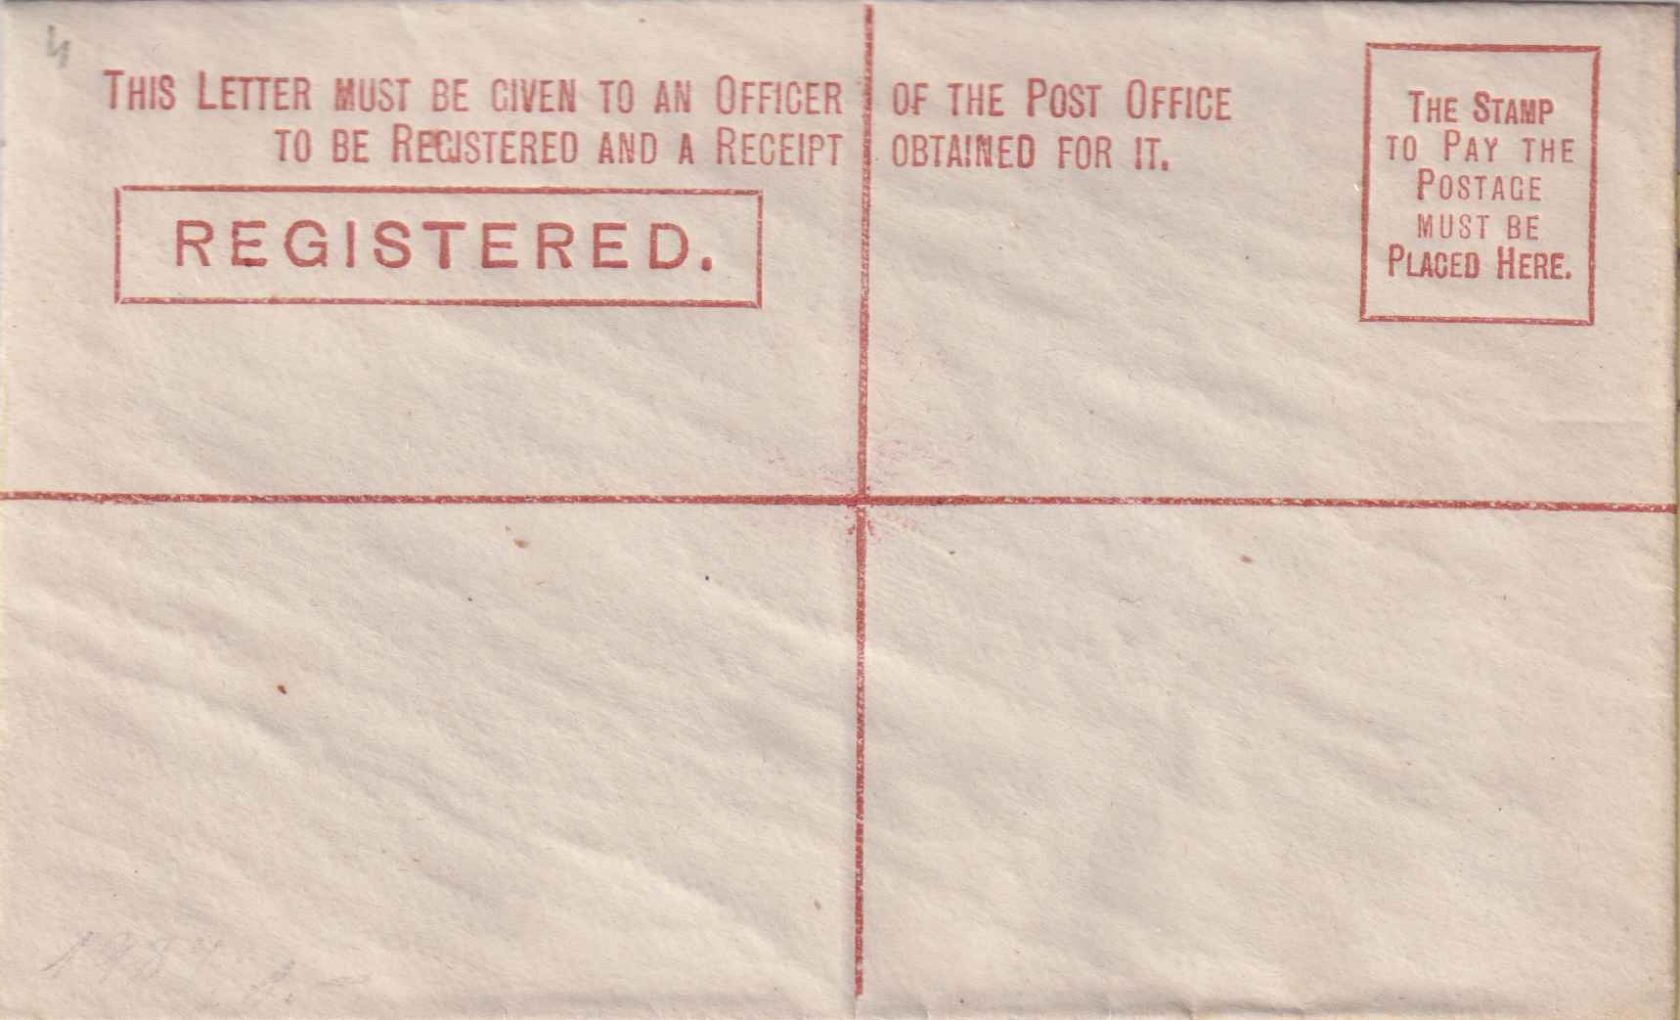 4
THIS LETTER MUST BE GIVEN TO AN OFFICER OF THE POST OFFICE
TO BE REGISTERED AND A RECEIPT OBTAINED FOR IT.
REGISTERED.
THE STAMP
TO PAY THE
POSTAGE
MUST BE
PLACED HERE.